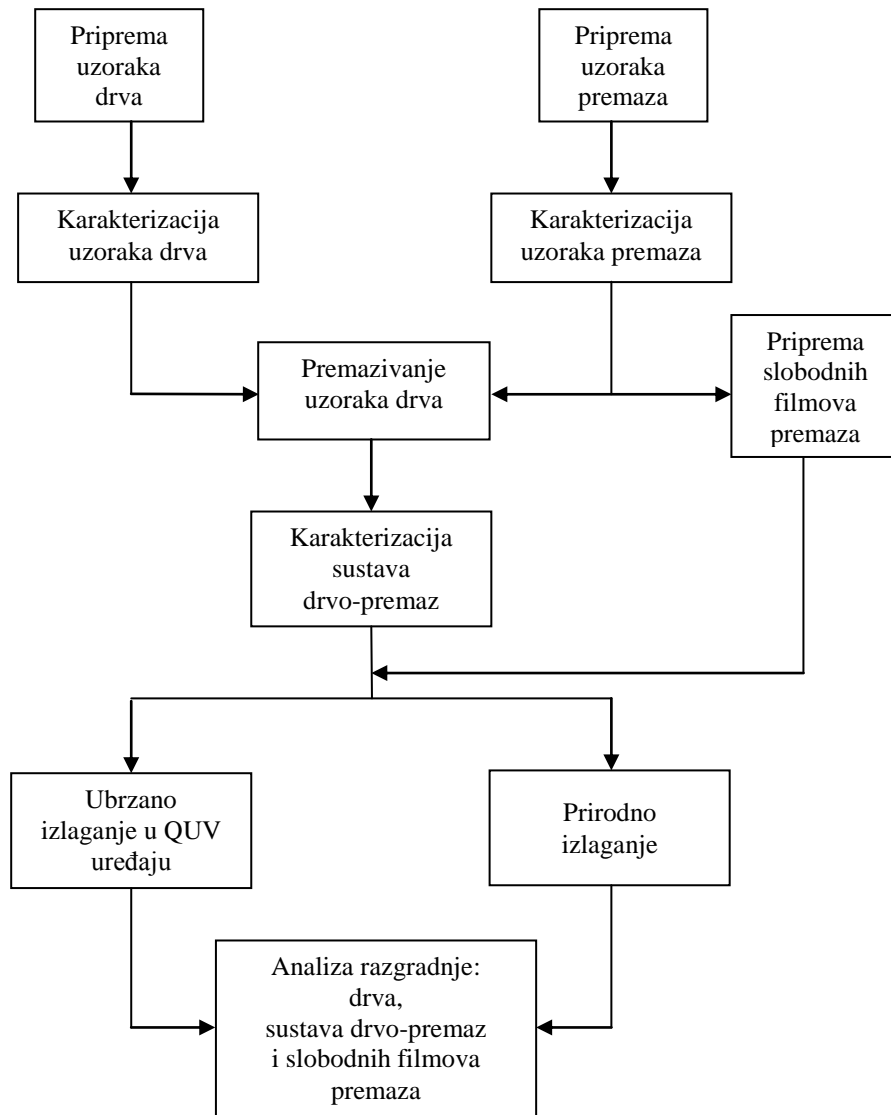 Priprema
uzoraka
drva
Priprema
uzoraka
premaza
Karakterizacija
uzoraka drva
Karakterizacija
uzoraka premaza
Premazivanje
uzoraka drva
Priprema
slobodnih
filmova
premaza
Karakterizacija
sustava
drvo-premaz
Ubrzano
izlaganje u QUV
uređaju
Prirodno
izlaganje
Analiza razgradnje:
drva,
sustava drvo-premaz
i slobodnih filmova
premaza